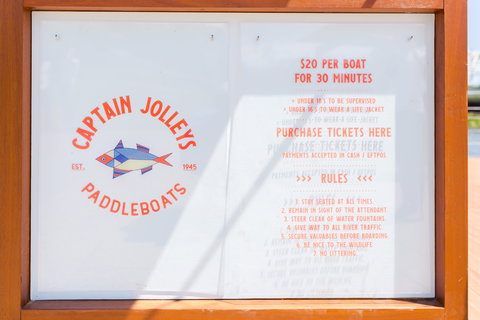 CAPTAIN JOLLEYS
EST. 1945
PADDLEBOATS
$20 PER BOAT
FOR 30 MINUTES
• UNDER 16'S TO BE SUPERVISED
• UNDER 16'S TO WEAR A LIFE JACKET
PURCHASE TICKETS HERE
PAYMENTS ACCEPTED IN CASH / EFTPOS
>>> RULES <<<
1. STAY SEATED AT ALL TIMES.
2. REMAIN IN SIGHT OF THE ATTENDANT.
3. STEER CLEAR OF WATER FOUNTAINS.
4. GIVE WAY TO ALL RIVER TRAFFIC.
5. SECURE VALUABLES BEFORE BOARDING.
6. BE NICE TO THE WILDLIFE.
7. NO LITTERING.